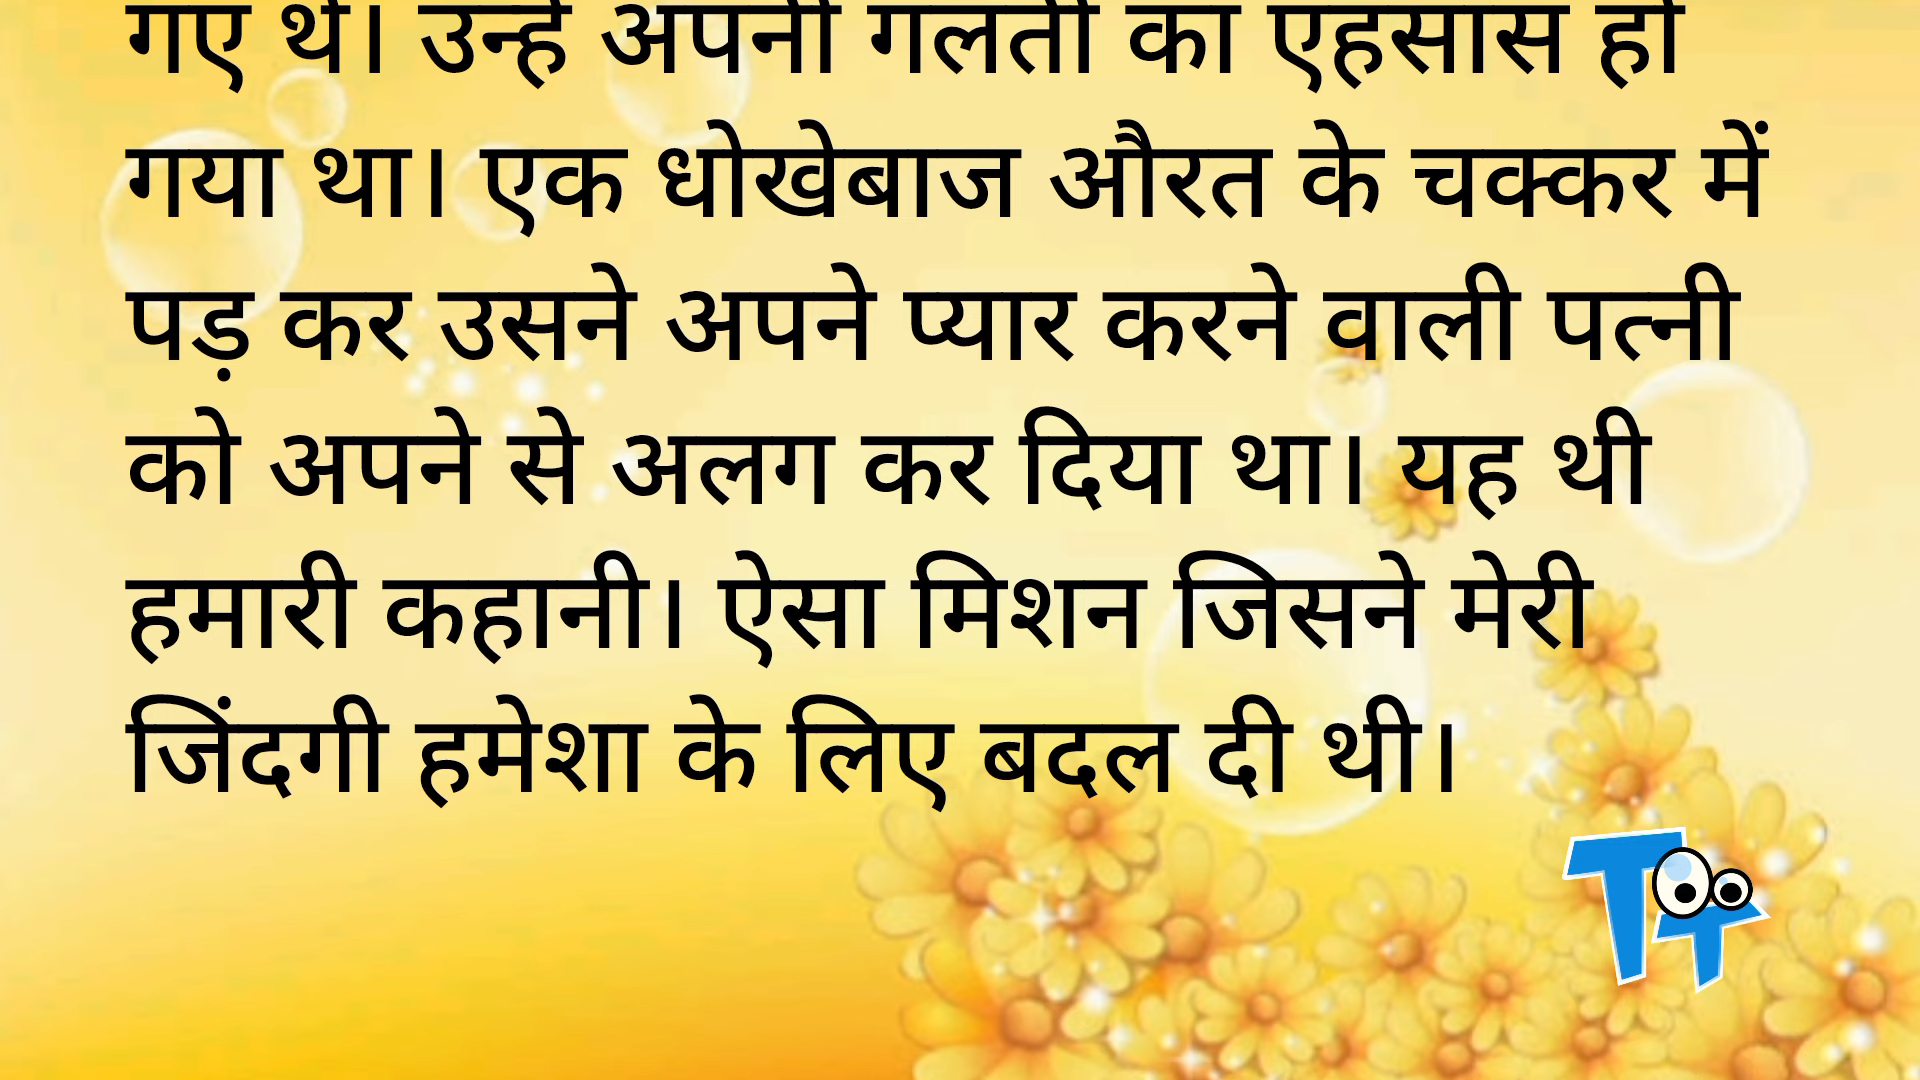 गए थे। उन्हें अपनी गलती का एहसास हो
गया था। एक धोखेबाज औरत के चक्कर में
पड़ कर उसने अपने प्यार करने वाली पत्नी
को अपने से अलग कर दिया था। यह थी
हमारी कहानी। ऐसा मिशन जिसने मेरी
जिंदगी हमेशा के लिए बदल दी थी।
TT